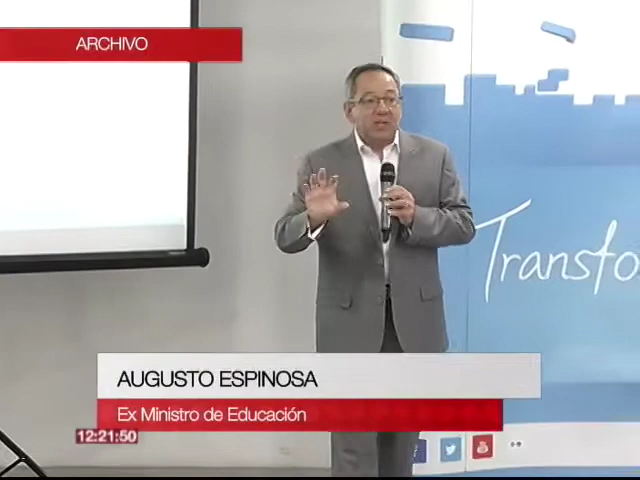 ARCHIVO
Transfo
AUGUSTO ESPINOSA
Ex Ministro de Educación
12:21:50